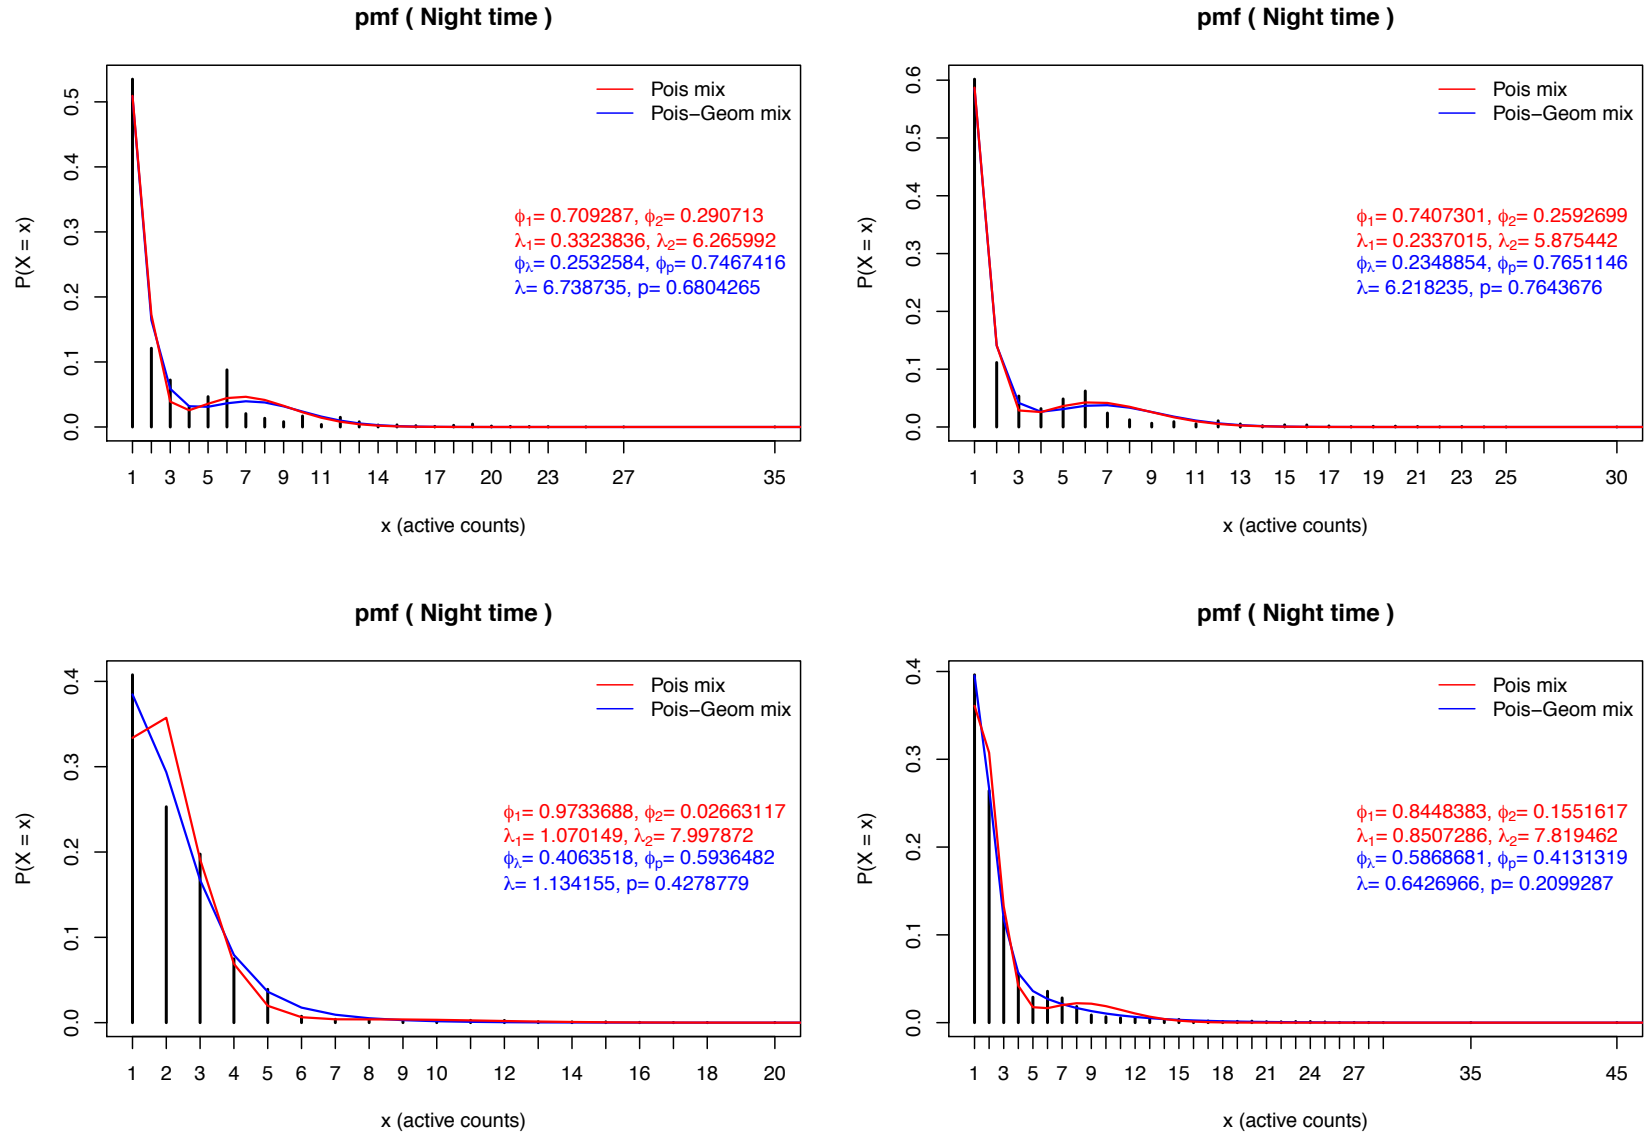 pmf ( Night time )
Pois mix
Pois−Geom mix
ϕ1= 0.709287, ϕ2= 0.290713
λ1= 0.3323836, λ2= 6.265992
ϕλ= 0.2532584, ϕp= 0.7467416
λ= 6.738735, p= 0.6804265
P(X = x)
0.5
0.4
0.3
0.2
0.1
0.0
1 3 5 7 9 11 14 17 20 23 27 35
x (active counts)
pmf ( Night time )
Pois mix
Pois−Geom mix
ϕ1= 0.7407301, ϕ2= 0.2592699
λ1= 0.2337015, λ2= 5.875442
ϕλ= 0.2348854, ϕp= 0.7651146
λ= 6.218235, p= 0.7643676
P(X = x)
0.6
0.5
0.4
0.3
0.2
0.1
0.0
1 3 5 7 9 11 13 15 17 19 21 23 25 30
x (active counts)
pmf ( Night time )
Pois mix
Pois−Geom mix
ϕ1= 0.9733688, ϕ2= 0.02663117
λ1= 1.070149, λ2= 7.997872
ϕλ= 0.4063518, ϕp= 0.5936482
λ= 1.134155, p= 0.4278779
P(X = x)
0.4
0.3
0.2
0.1
0.0
1 2 3 4 5 6 7 8 9 10 12 14 16 18 20
x (active counts)
pmf ( Night time )
Pois mix
Pois−Geom mix
ϕ1= 0.8448383, ϕ2= 0.1551617
λ1= 0.8507286, λ2= 7.819462
ϕλ= 0.5868681, ϕp= 0.4131319
λ= 0.6426966, p= 0.2099287
P(X = x)
0.4
0.3
0.2
0.1
0.0
1 3 5 7 9 12 15 18 21 24 27 35 45
x (active counts)